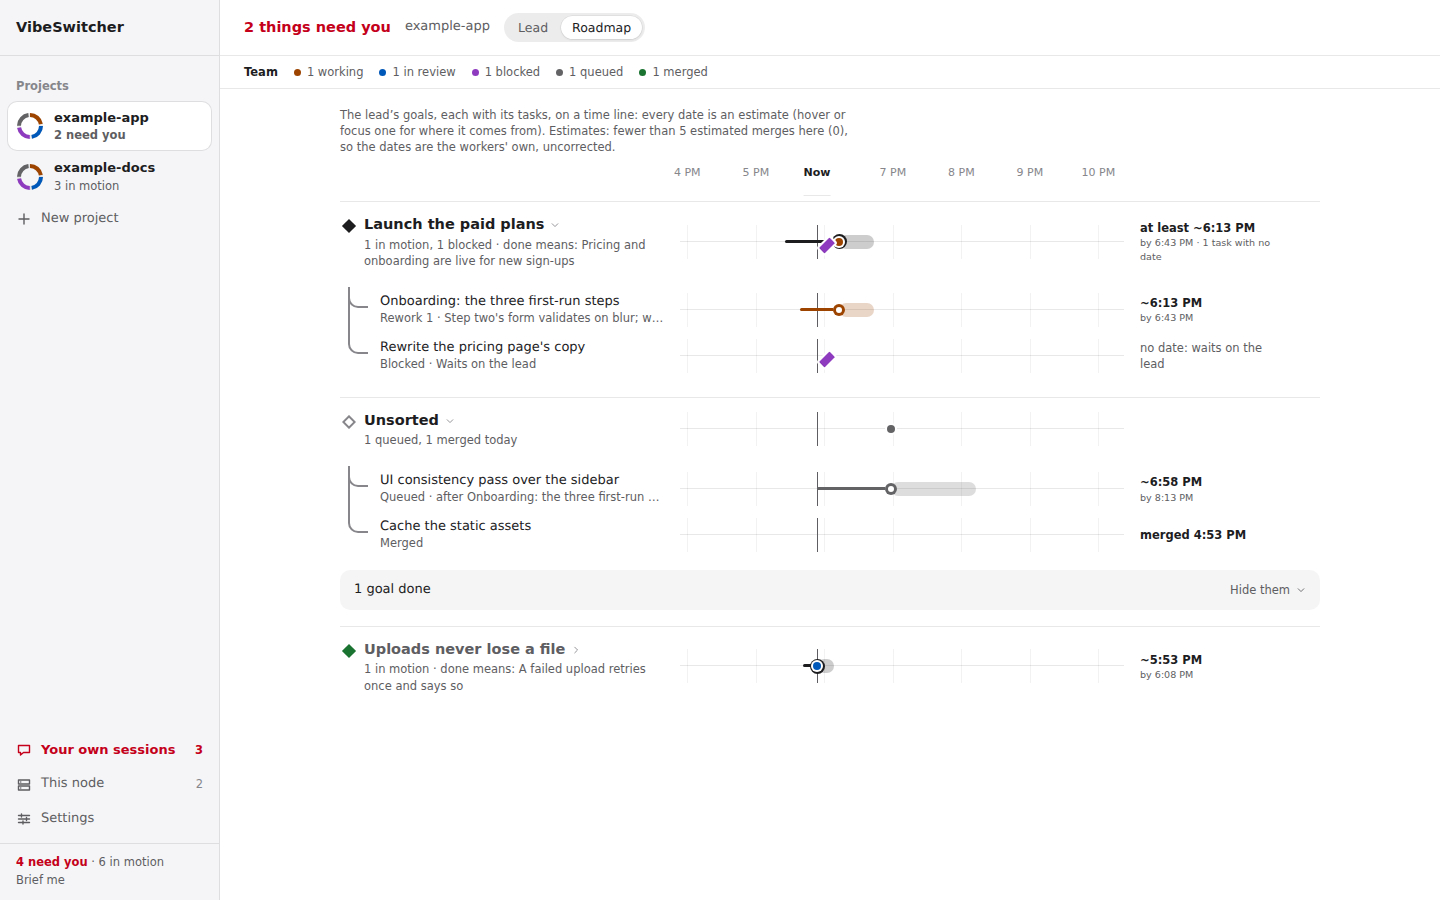 VibeSwitcher
Projects
example-app
2 need you
example-docs
3 in motion
New project
Your own sessions 3
This node 2
Settings
4 need you · 6 in motion
Brief me
2 things need you example-app Lead Roadmap
Team 1 working 1 in review 1 blocked 1 queued 1 merged
The lead’s goals, each with its tasks, on a time line: every date is an estimate (hover or
focus one for where it comes from). Estimates: fewer than 5 estimated merges here (0),
so the dates are the workers' own, uncorrected.
4 PM 5 PM Now 7 PM 8 PM 9 PM 10 PM
Launch the paid plans
1 in motion, 1 blocked · done means: Pricing and
onboarding are live for new sign-ups
at least ~6:13 PM
by 6:43 PM · 1 task with no
date
Onboarding: the three first-run steps
Rework 1 · Step two's form validates on blur; w…
~6:13 PM
by 6:43 PM
Rewrite the pricing page's copy
Blocked · Waits on the lead
no date: waits on the
lead
Unsorted
1 queued, 1 merged today
UI consistency pass over the sidebar
Queued · after Onboarding: the three first-run …
~6:58 PM
by 8:13 PM
Cache the static assets
Merged
merged 4:53 PM
1 goal done Hide them
Uploads never lose a file
1 in motion · done means: A failed upload retries
once and says so
~5:53 PM
by 6:08 PM